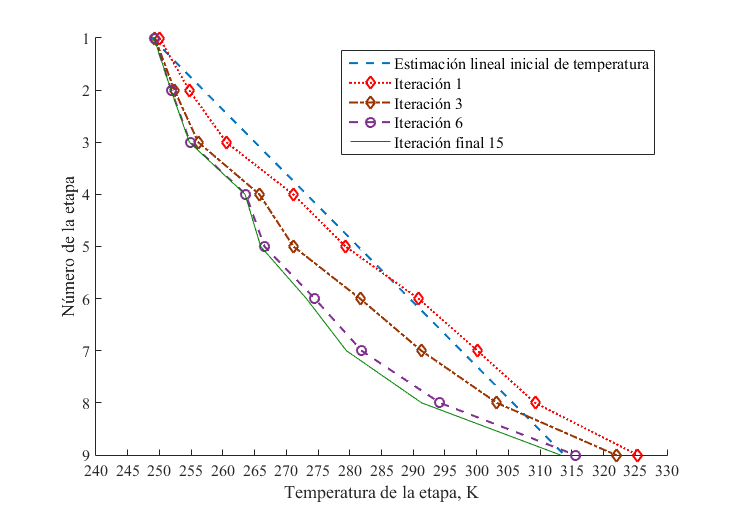 1
2
3
4
5
6
7
8
9
Número de la etapa
Estimación lineal inicial de temperatura
Iteración 1
Iteración 3
Iteración 6
Iteración final 15
240 245 250 255 260 265 270 275 280 285 290 295 300 305 310 315 320 325 330
Temperatura de la etapa, K